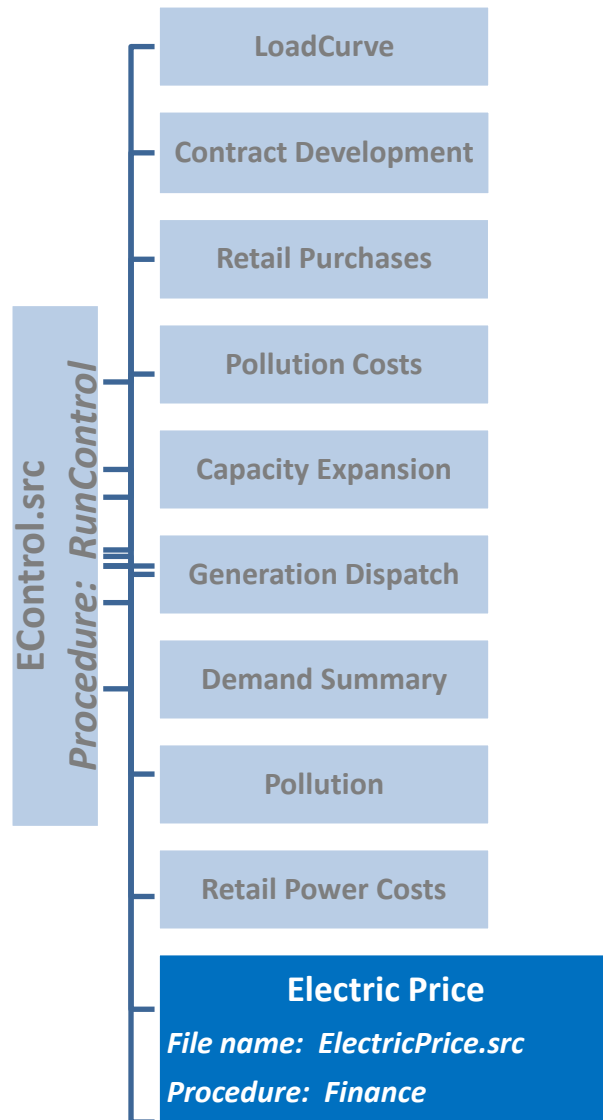 LoadCurve
Contract Development
Retail Purchases
Pollution Costs
Capacity Expansion
Generation Dispatch
Demand Summary
Pollution
Retail Power Costs
EControl.src
Procedure: RunControl
Electric Price
File name: ElectricPrice.src
Procedure: Finance